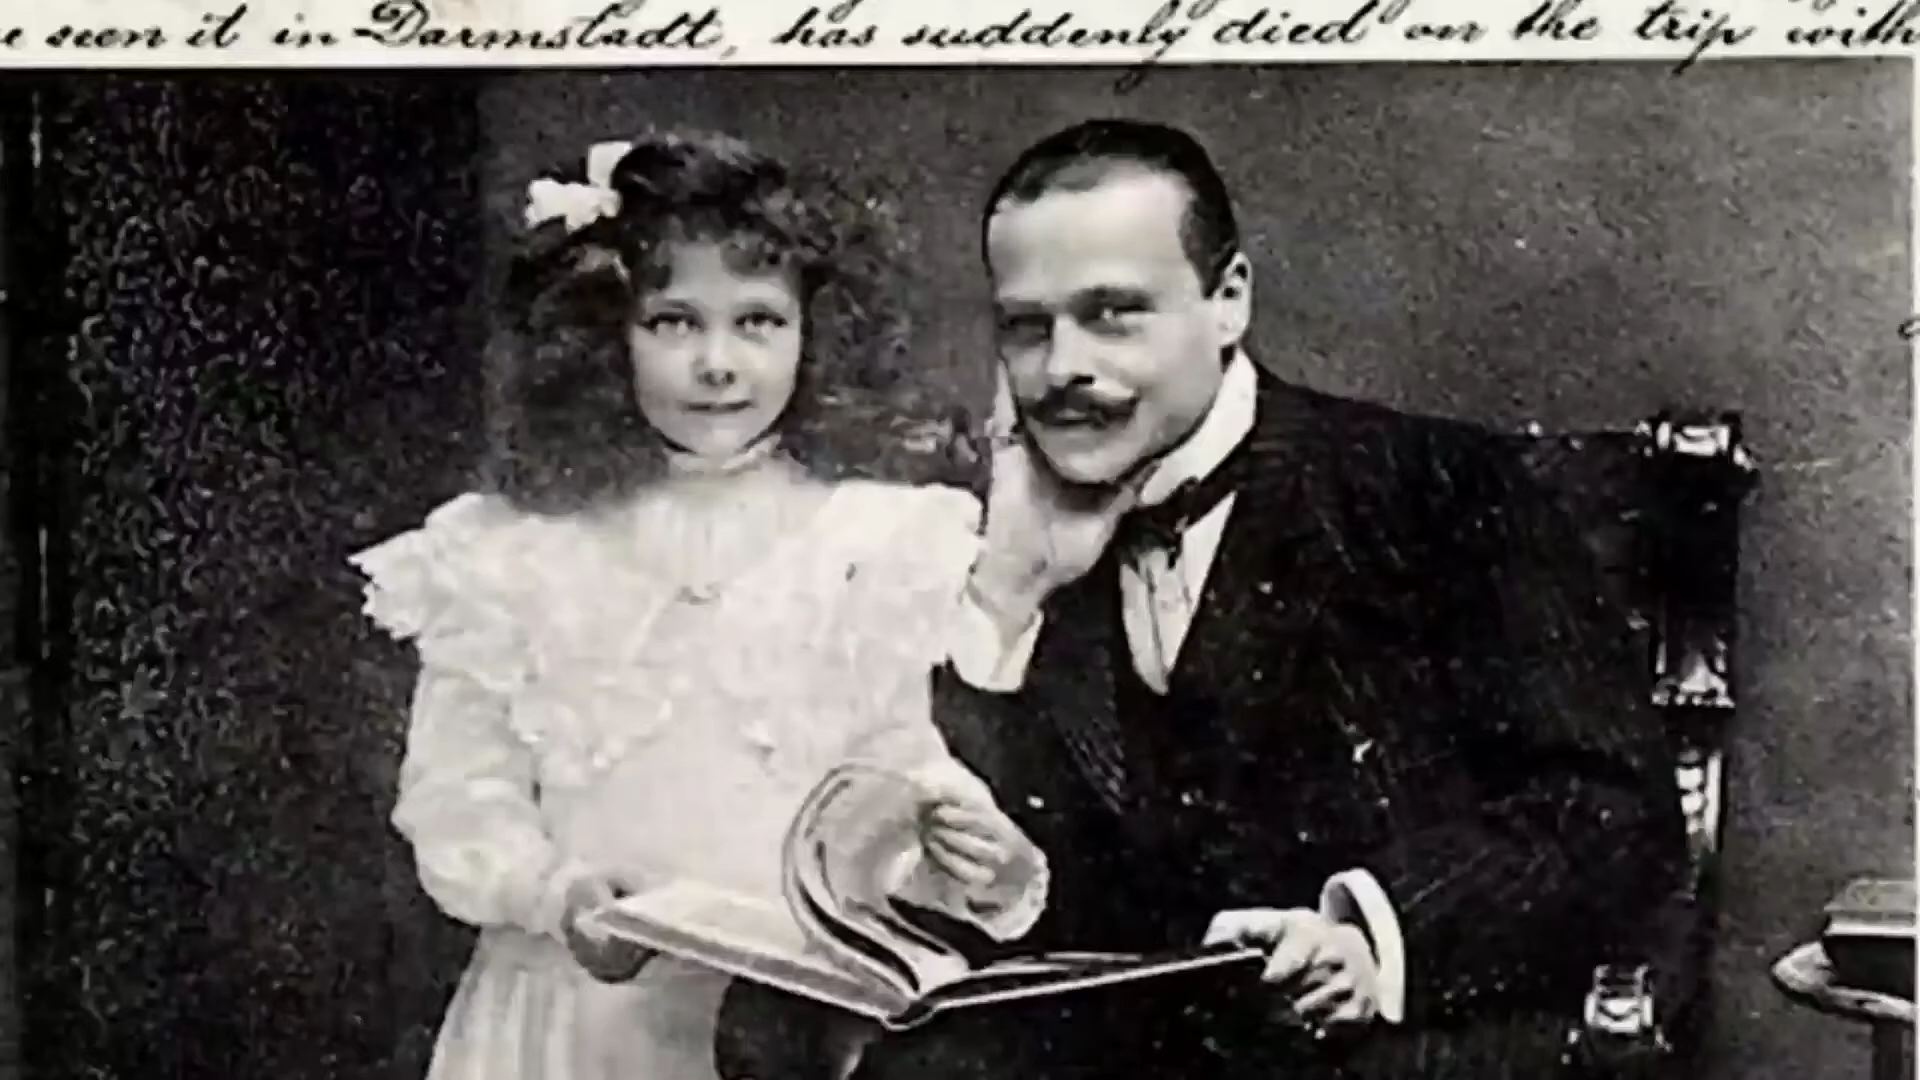 seen it in Darmstadt, has suddenly died on the trip with